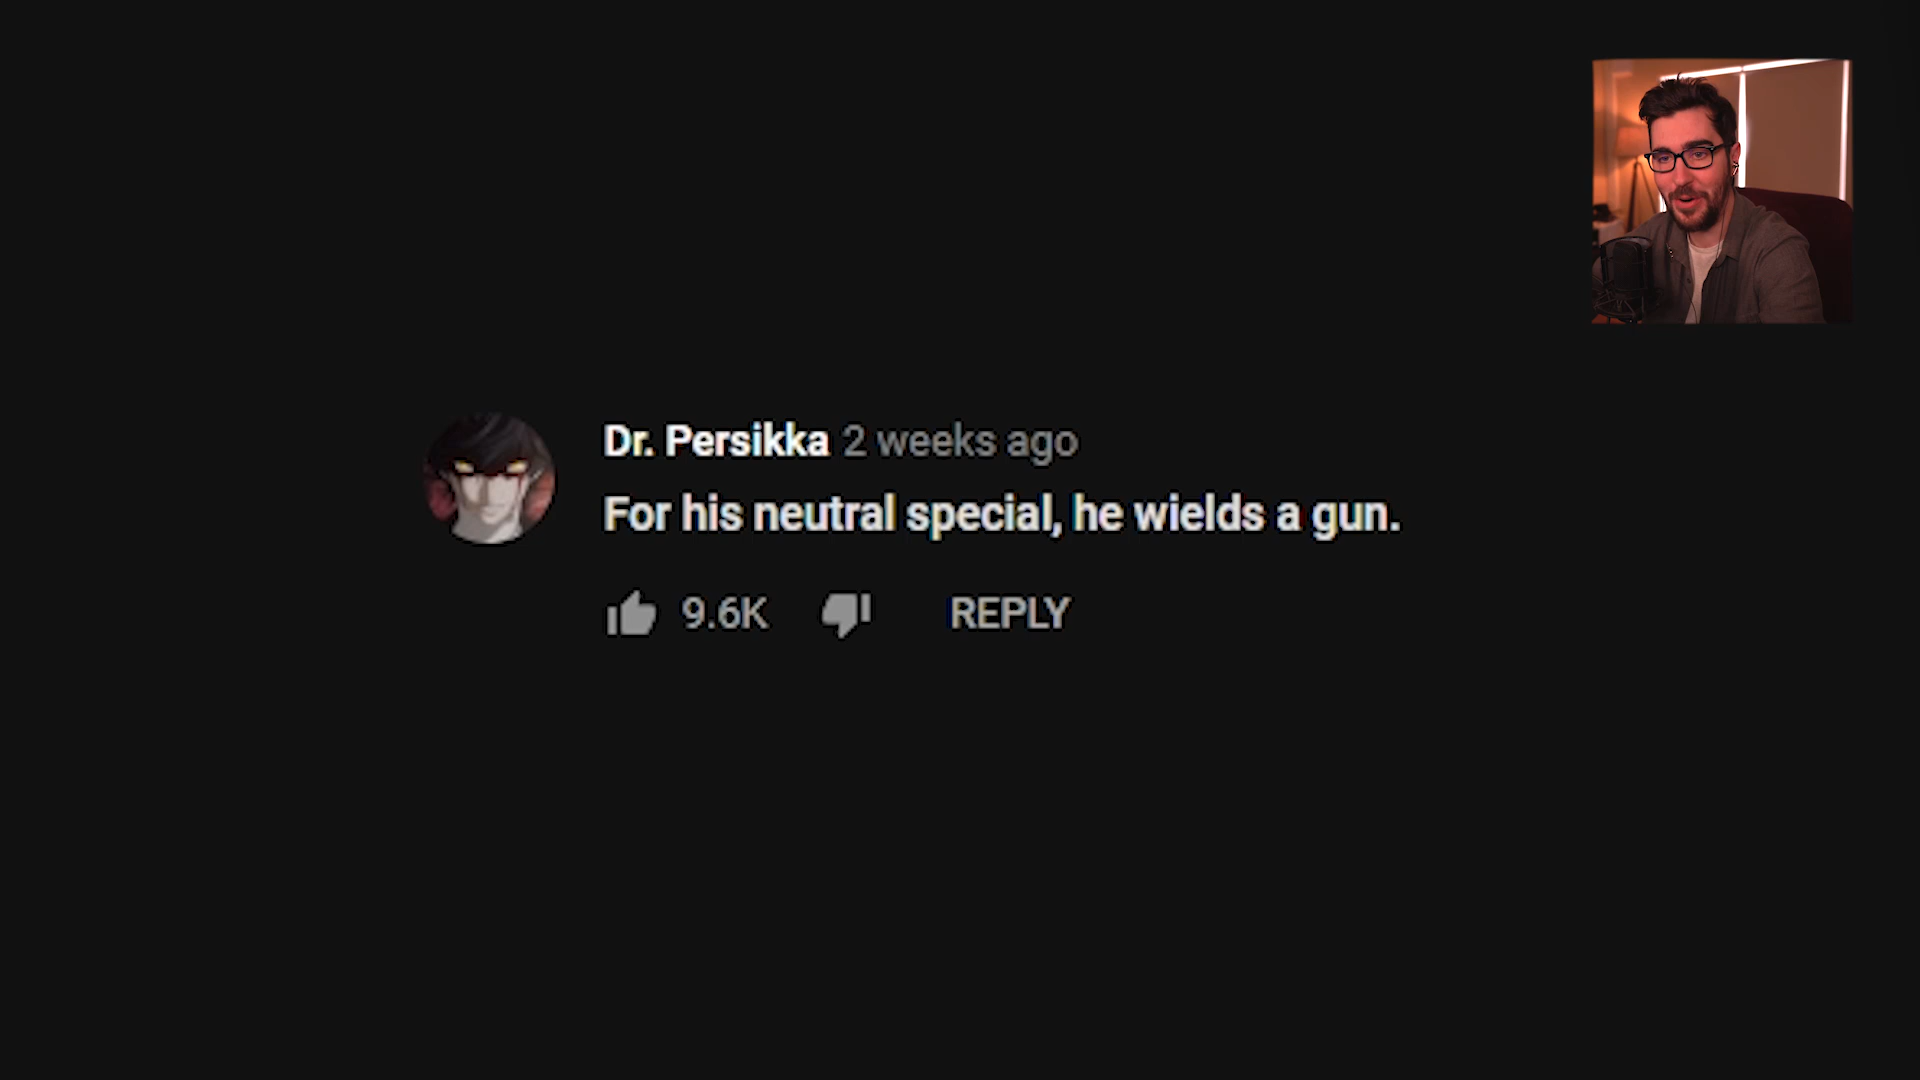 Dr. Persikka 2 weeks ago
For his neutral special, he wields a gun.
9.6K REPLY